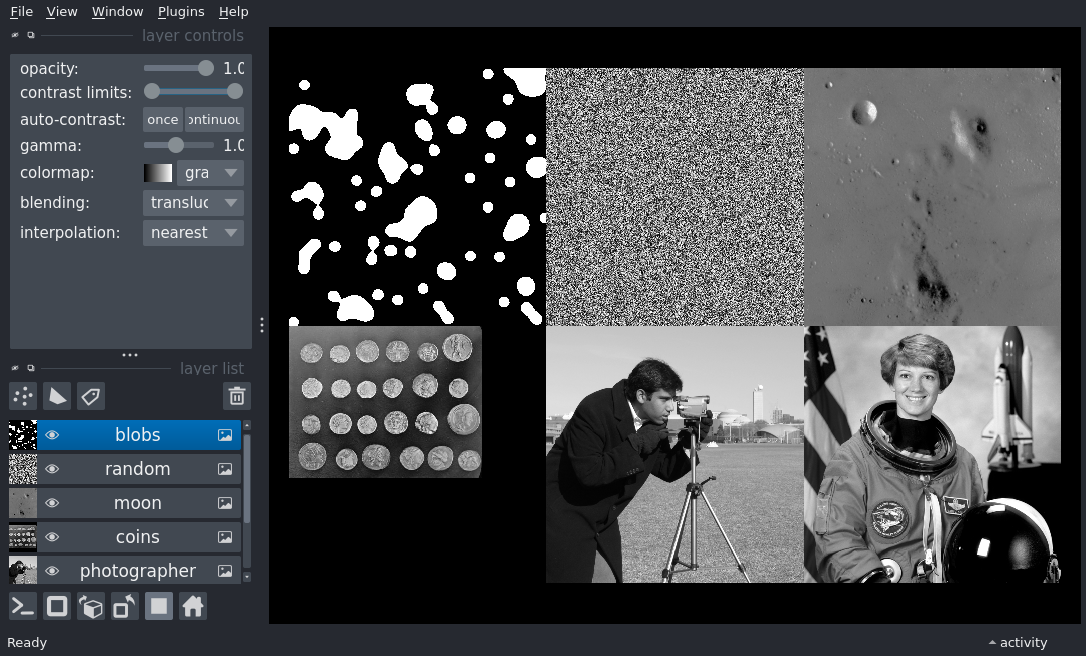 File View Window Plugins Help
layer controls
opacity: 1.0
contrast limits:
auto-contrast: once ontinuou
gamma: 1.0
colormap: gra
blending: transluc
interpolation: nearest
layer list
blobs
random
moon
coins
photographer
Ready
activity